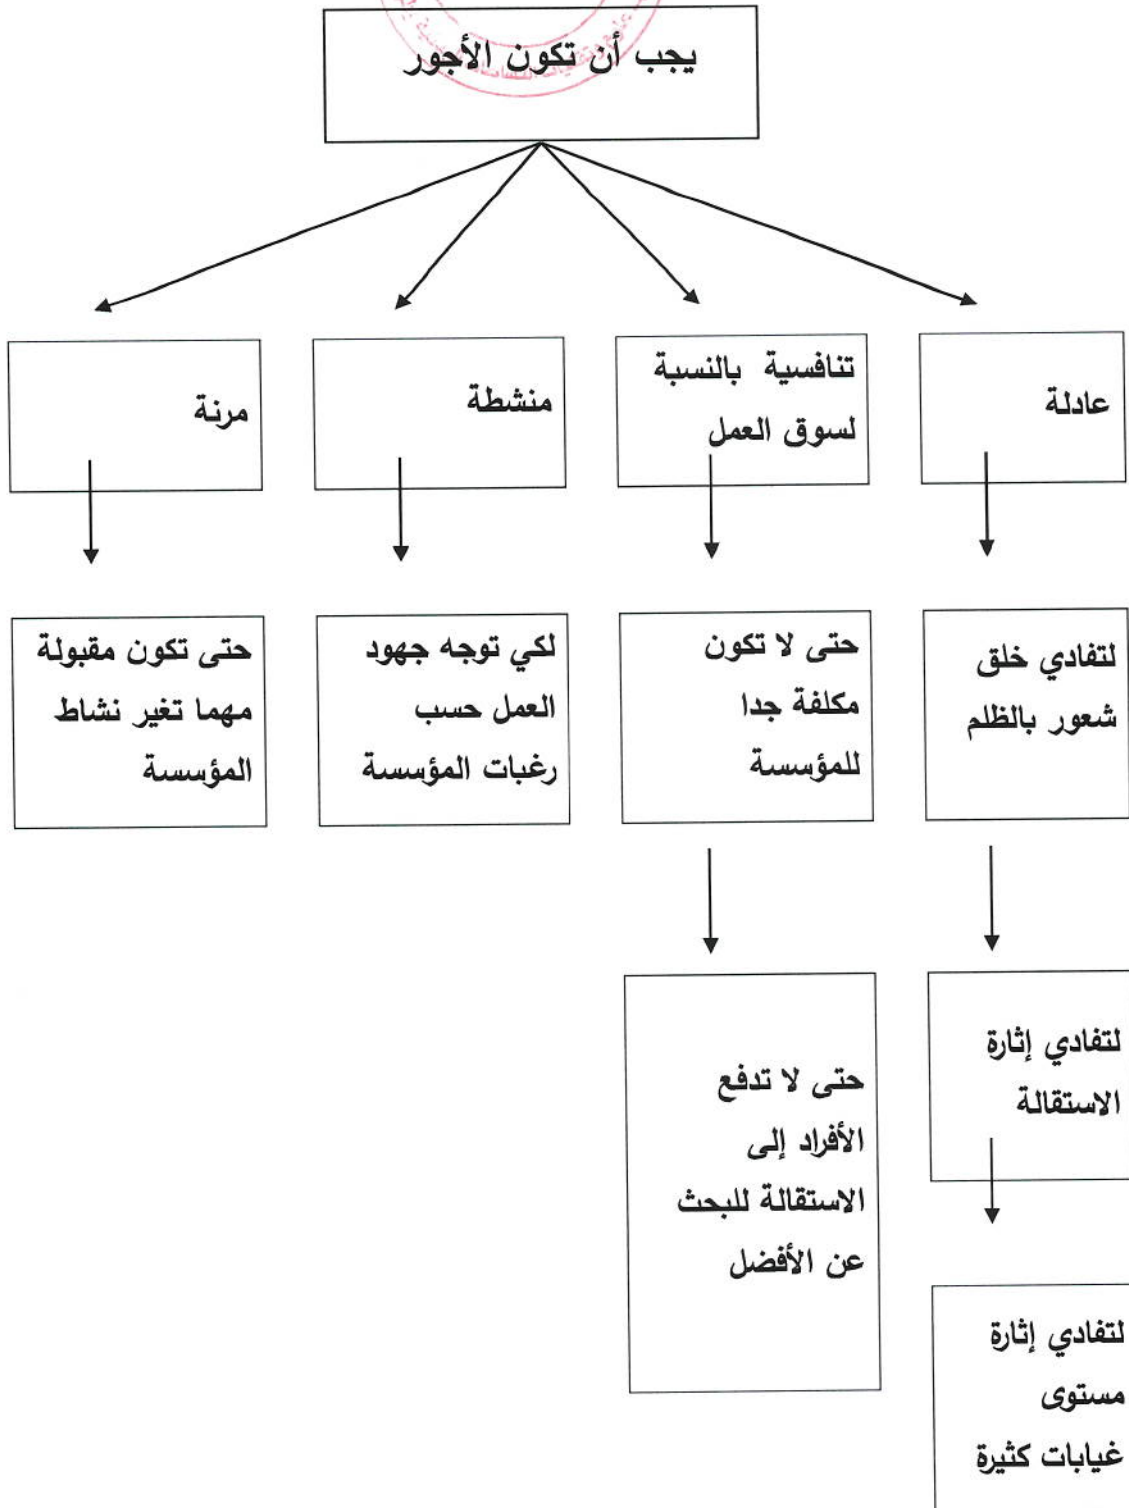 يجب أن تكون الأجور
عادلة
تنافسية بالنسبة
لسوق العمل
منشطة
مرنة
لتفادي خلق
شعور بالظلم
حتى لا تكون
مكلفة جدا
للمؤسسة
لكي توجه جهود
العمل حسب
رغبات المؤسسة
حتى تكون مقبولة
مهما تغير نشاط
المؤسسة
لتفادي إثارة
الاستقالة
حتى لا تدفع
الأفراد إلى
الاستقالة للبحث
عن الأفضل
لتفادي إثارة
مستوى
غيابات كثيرة